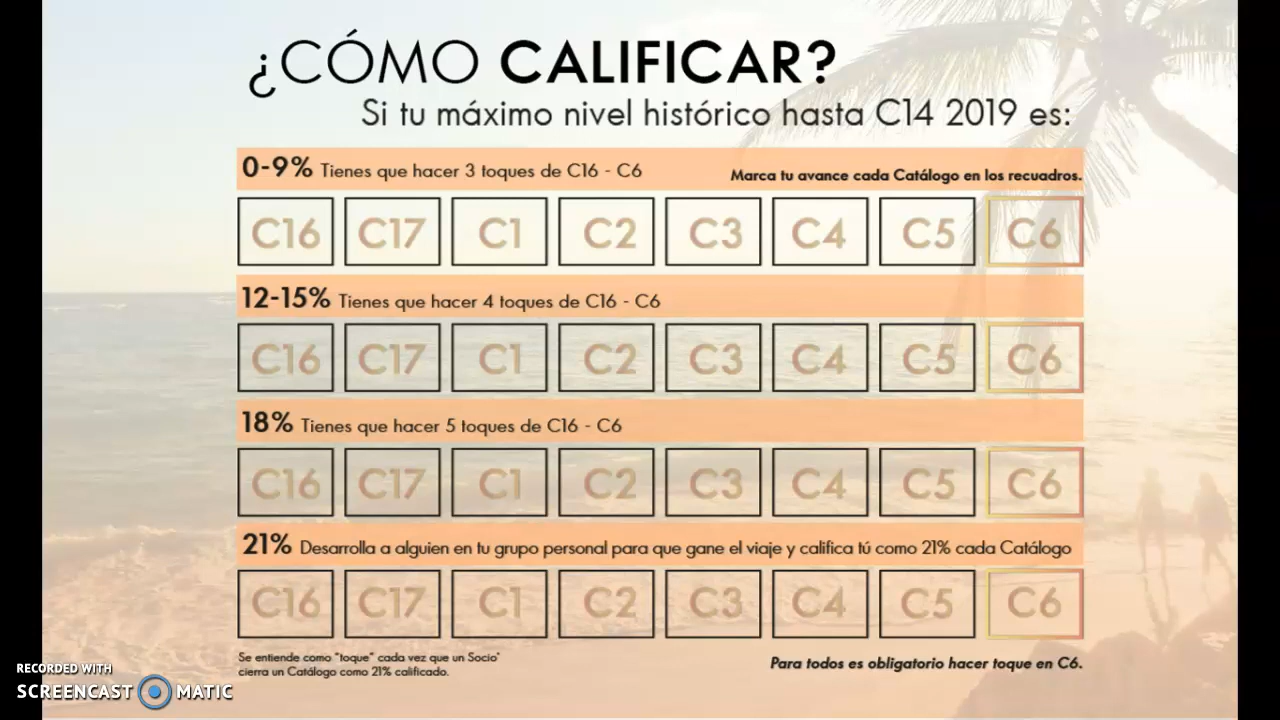 ¿CÓMO CALIFICAR?
Si tu máximo nivel histórico hasta C14 2019 es:
0-9% Tienes que hacer 3 toques de C16 - C6
Marca tu avance cada Catálogo en los recuadros.
C16 C17 C1 C2 C3 C4 C5 C6
12-15% Tienes que hacer 4 toques de C16 - C6
C16 C17 C1 C2 C3 C4 C5 C6
18% Tienes que hacer 5 toques de C16 - C6
C16 C17 C1 C2 C3 C4 C5 C6
21% Desarrolla a alguien en tu grupo personal para que gane el viaje y califica tú como 21% cada Catálogo
C16 C17 C1 C2 C3 C4 C5 C6
Se entiende como "toque" cada vez que un Socio*
cierra un Catálogo como 21% calificado.
Para todos es obligatorio hacer toque en C6.
RECORDED WITH
SCREENCAST MATIC